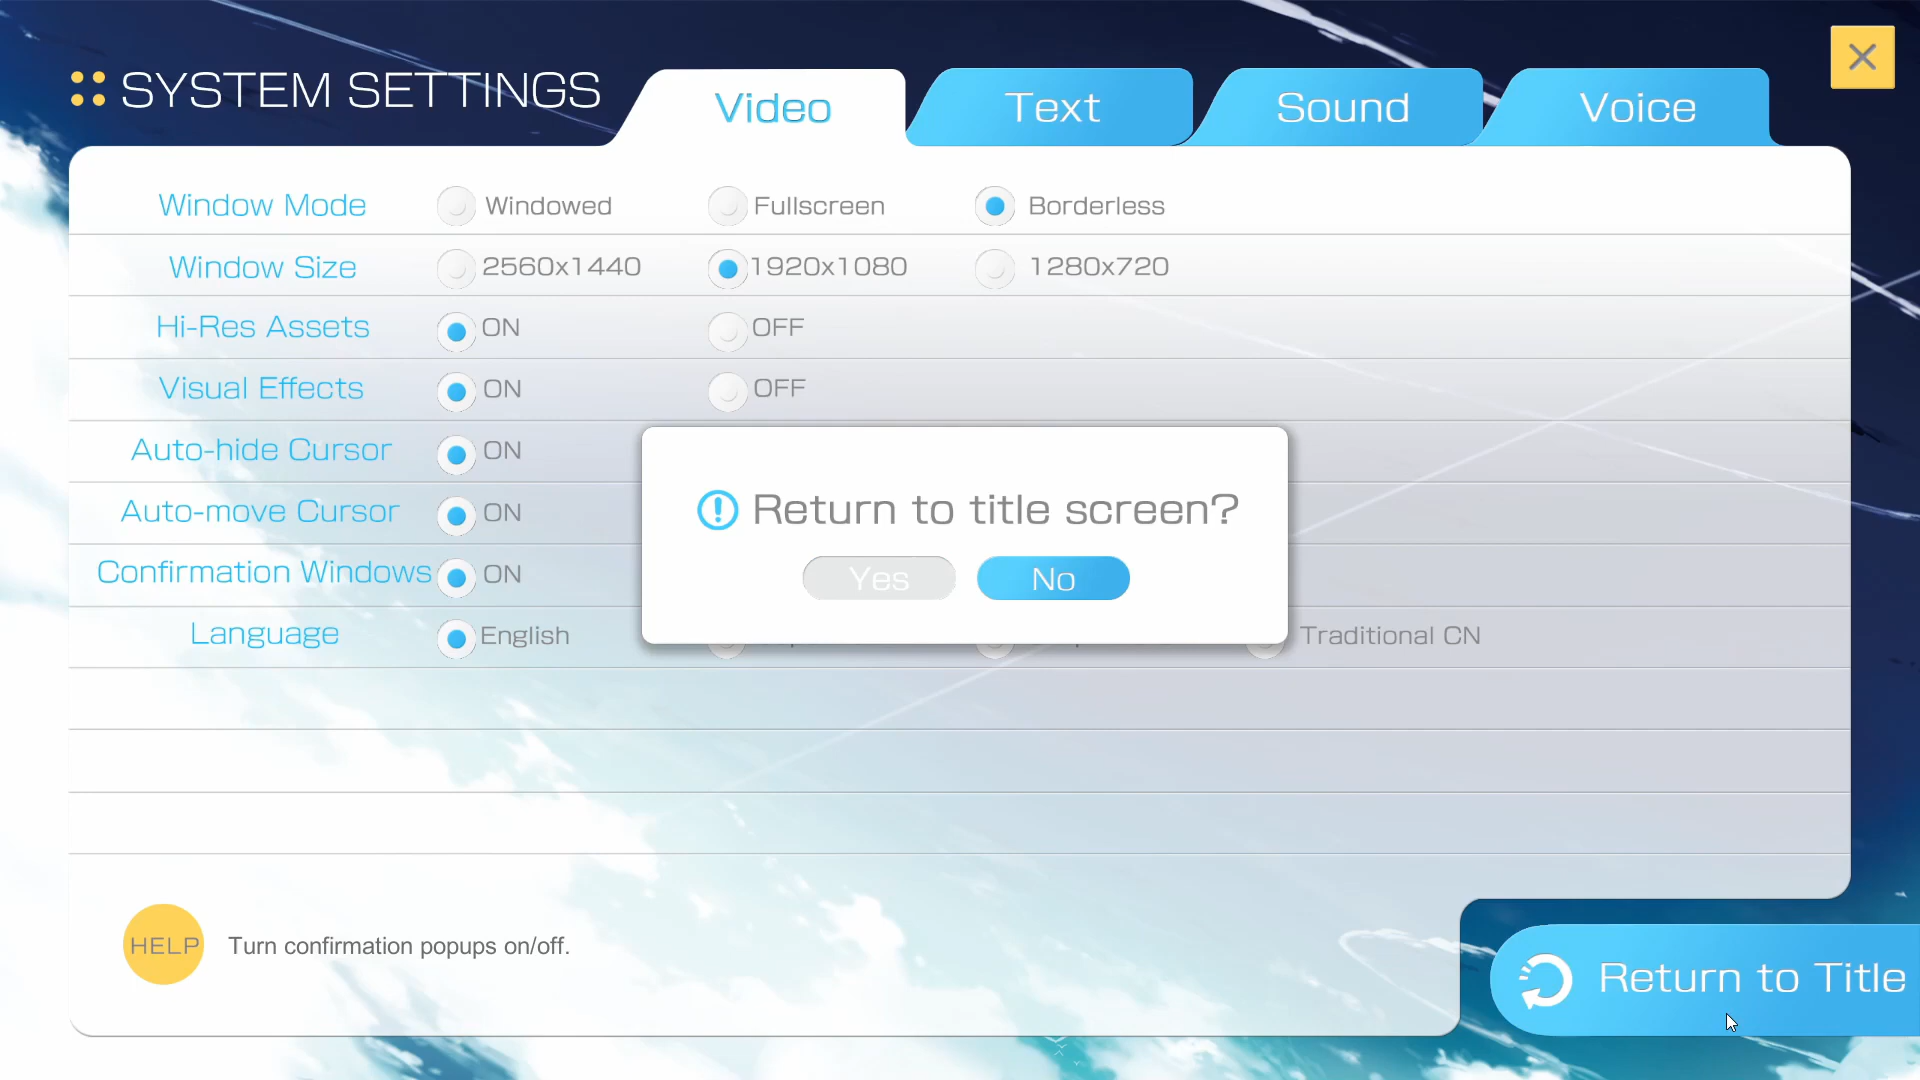 SYSTEM SETTINGS
Video Text Sound Voice
Window Mode Windowed Fullscreen Borderless
Window Size 2560x1440 1920x1080 1280x720
Hi-Res Assets ON OFF
Visual Effects ON OFF
Auto-hide Cursor ON
Auto-move Cursor ON
Confirmation Windows ON
Language English Traditional CN
Return to title screen?
Yes No
HELP Turn confirmation popups on/off.
Return to Title